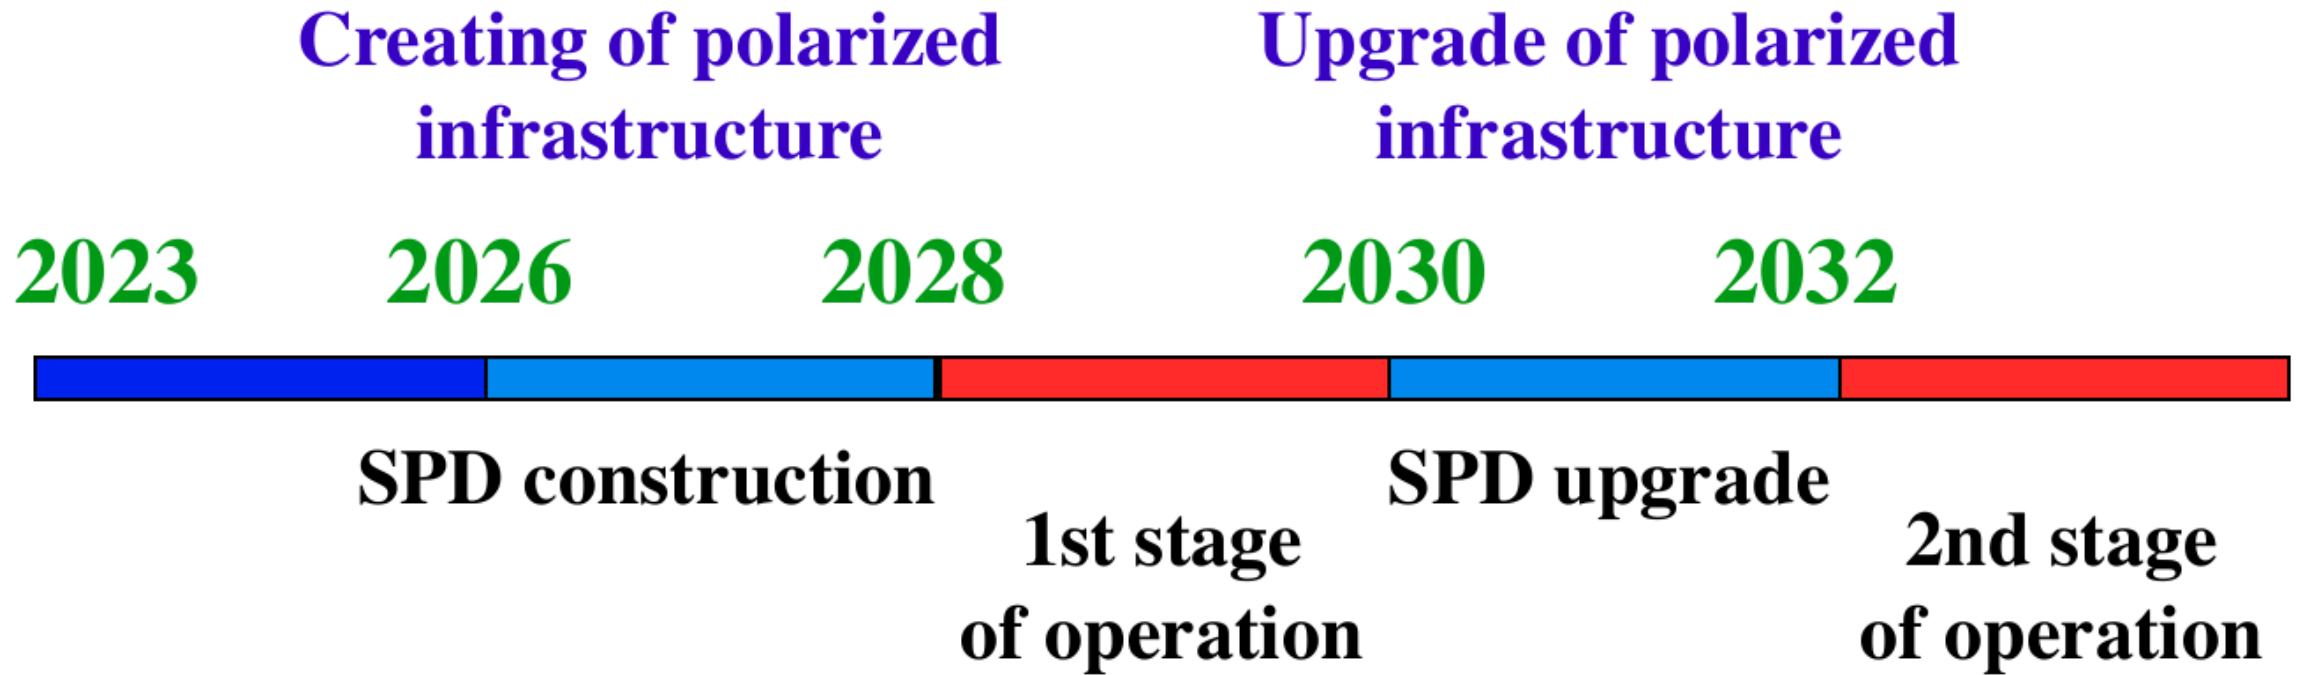 Creating of polarized
infrastructure
Upgrade of polarized
infrastructure
2023 2026 2028 2030 2032
SPD construction
1st stage
of operation
SPD upgrade
2nd stage
of operation